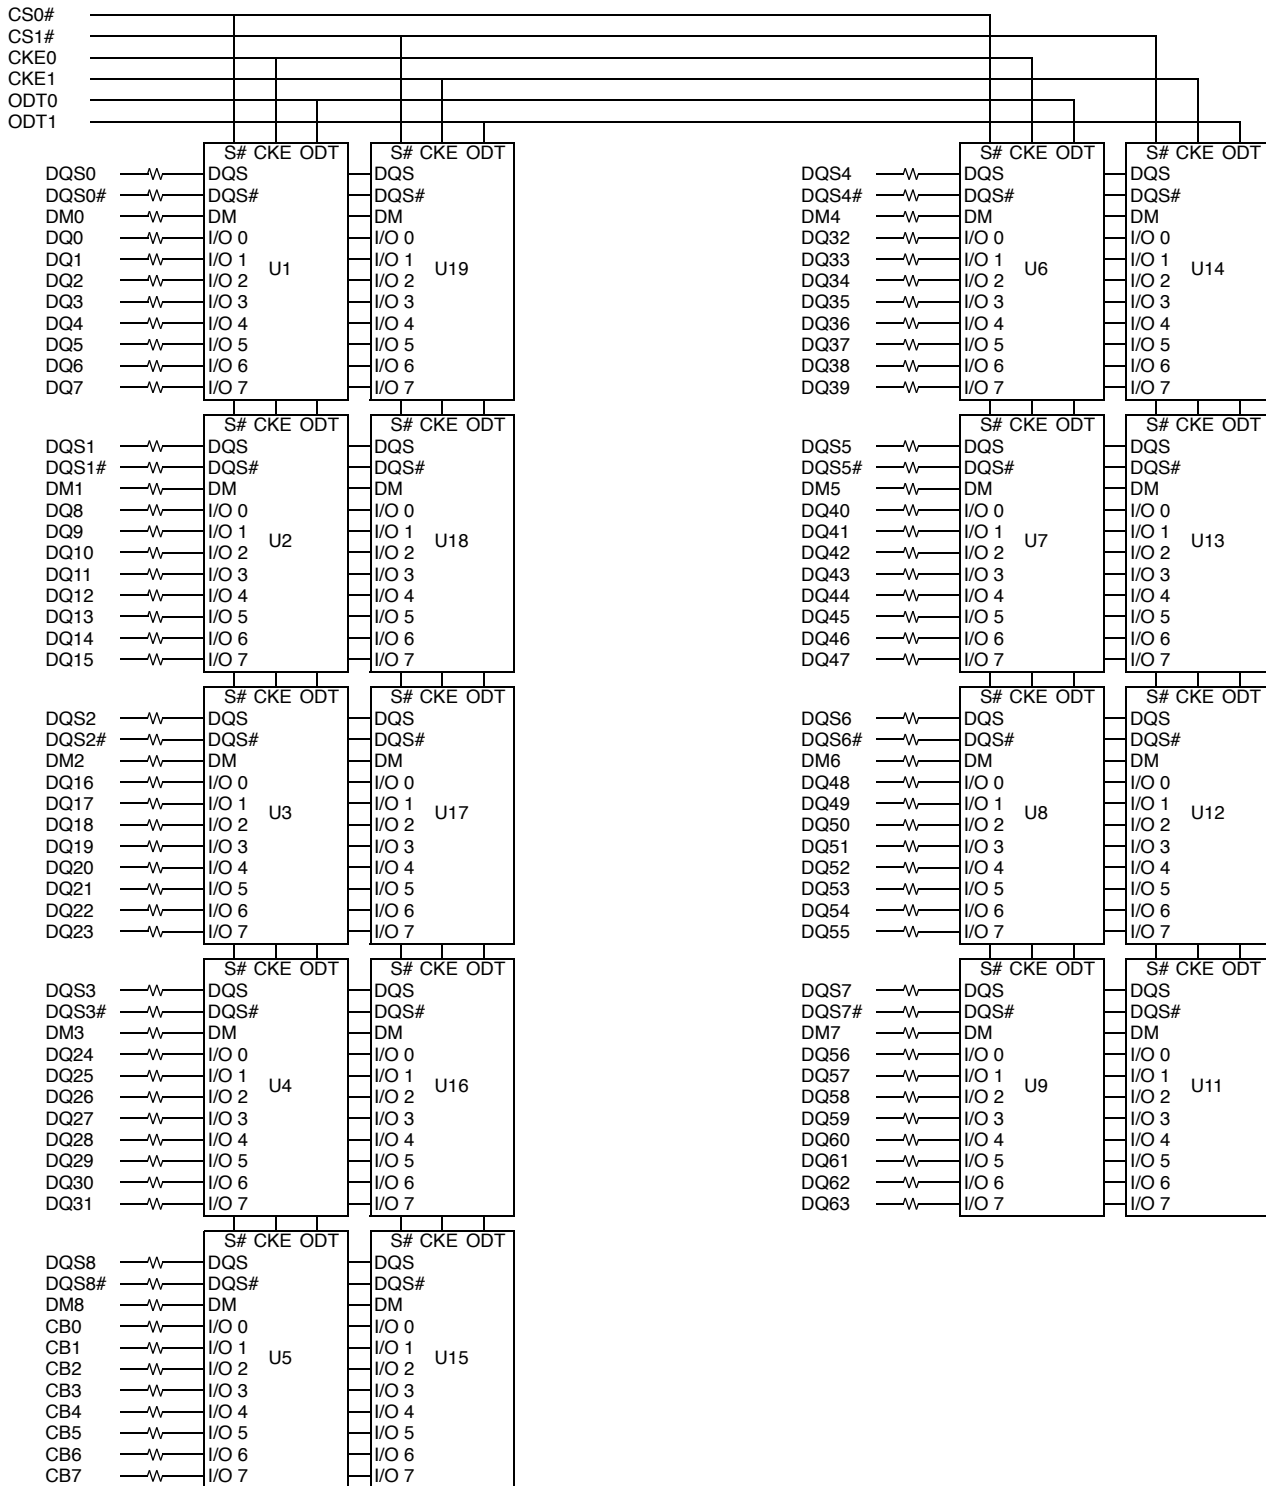 CS0#
CS1#
CKE0
CKE1
ODT0
ODT1
S# CKE ODT S# CKE ODT S# CKE ODT S# CKE ODT
DQS0 DQS DQS DQS4 DQS DQS
DQS0# DQS# DQS# DQS4# DQS# DQS#
DM0 DM DM DM4 DM DM
DQ0 I/O 0 I/O 0 DQ32 I/O 0 I/O 0
DQ1 I/O 1 I/O 1 DQ33 I/O 1 I/O 1
U1 U19 U6 U14
DQ2 I/O 2 I/O 2 DQ34 I/O 2 I/O 2
DQ3 I/O 3 I/O 3 DQ35 I/O 3 I/O 3
DQ4 I/O 4 I/O 4 DQ36 I/O 4 I/O 4
DQ5 I/O 5 I/O 5 DQ37 I/O 5 I/O 5
DQ6 I/O 6 I/O 6 DQ38 I/O 6 I/O 6
DQ7 I/O 7 I/O 7 DQ39 I/O 7 I/O 7
S# CKE ODT S# CKE ODT S# CKE ODT S# CKE ODT
DQS1 DQS DQS DQS5 DQS DQS
DQS1# DQS# DQS# DQS5# DQS# DQS#
DM1 DM DM DM5 DM DM
DQ8 I/O 0 I/O 0 DQ40 I/O 0 I/O 0
DQ9 I/O 1 I/O 1 DQ41 I/O 1 I/O 1
U2 U18 U7 U13
DQ10 I/O 2 I/O 2 DQ42 I/O 2 I/O 2
DQ11 I/O 3 I/O 3 DQ43 I/O 3 I/O 3
DQ12 I/O 4 I/O 4 DQ44 I/O 4 I/O 4
DQ13 I/O 5 I/O 5 DQ45 I/O 5 I/O 5
DQ14 I/O 6 I/O 6 DQ46 I/O 6 I/O 6
DQ15 I/O 7 I/O 7 DQ47 I/O 7 I/O 7
S# CKE ODT S# CKE ODT S# CKE ODT S# CKE ODT
DQS2 DQS DQS DQS6 DQS DQS
DQS2# DQS# DQS# DQS6# DQS# DQS#
DM2 DM DM DM6 DM DM
DQ16 I/O 0 I/O 0 DQ48 I/O 0 I/O 0
DQ17 I/O 1 I/O 1 DQ49 I/O 1 I/O 1
U3 U17 U8 U12
DQ18 I/O 2 I/O 2 DQ50 I/O 2 I/O 2
DQ19 I/O 3 I/O 3 DQ51 I/O 3 I/O 3
DQ20 I/O 4 I/O 4 DQ52 I/O 4 I/O 4
DQ21 I/O 5 I/O 5 DQ53 I/O 5 I/O 5
DQ22 I/O 6 I/O 6 DQ54 I/O 6 I/O 6
DQ23 I/O 7 I/O 7 DQ55 I/O 7 I/O 7
S# CKE ODT S# CKE ODT S# CKE ODT S# CKE ODT
DQS3 DQS DQS DQS7 DQS DQS
DQS3# DQS# DQS# DQS7# DQS# DQS#
DM3 DM DM DM7 DM DM
DQ24 I/O 0 I/O 0 DQ56 I/O 0 I/O 0
DQ25 I/O 1 I/O 1 DQ57 I/O 1 I/O 1
U4 U16 U9 U11
DQ26 I/O 2 I/O 2 DQ58 I/O 2 I/O 2
DQ27 I/O 3 I/O 3 DQ59 I/O 3 I/O 3
DQ28 I/O 4 I/O 4 DQ60 I/O 4 I/O 4
DQ29 I/O 5 I/O 5 DQ61 I/O 5 I/O 5
DQ30 I/O 6 I/O 6 DQ62 I/O 6 I/O 6
DQ31 I/O 7 I/O 7 DQ63 I/O 7 I/O 7
S# CKE ODT S# CKE ODT
DQS8 DQS DQS
DQS8# DQS# DQS#
DM8 DM DM
CB0 I/O 0 I/O 0
CB1 I/O 1 I/O 1
U5 U15
CB2 I/O 2 I/O 2
CB3 I/O 3 I/O 3
CB4 I/O 4 I/O 4
CB5 I/O 5 I/O 5
CB6 I/O 6 I/O 6
CB7 I/O 7 I/O 7